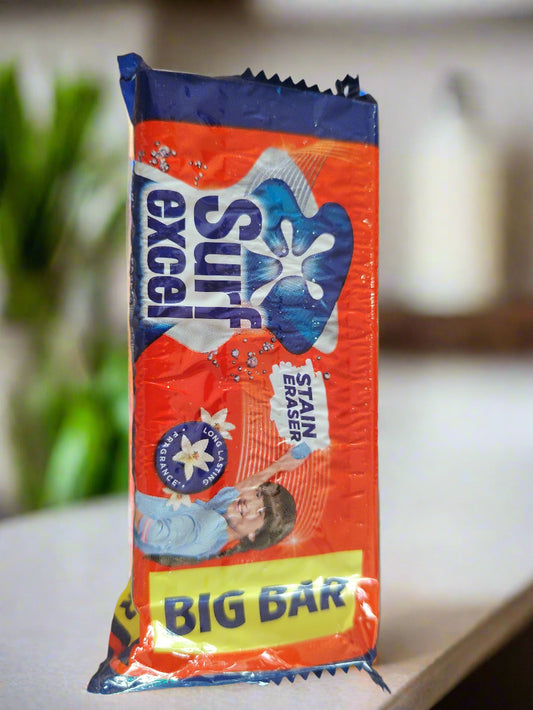 Surf
excel
STAIN
ERASER
LONG LASTING
FRAGRANCE
BIG BAR